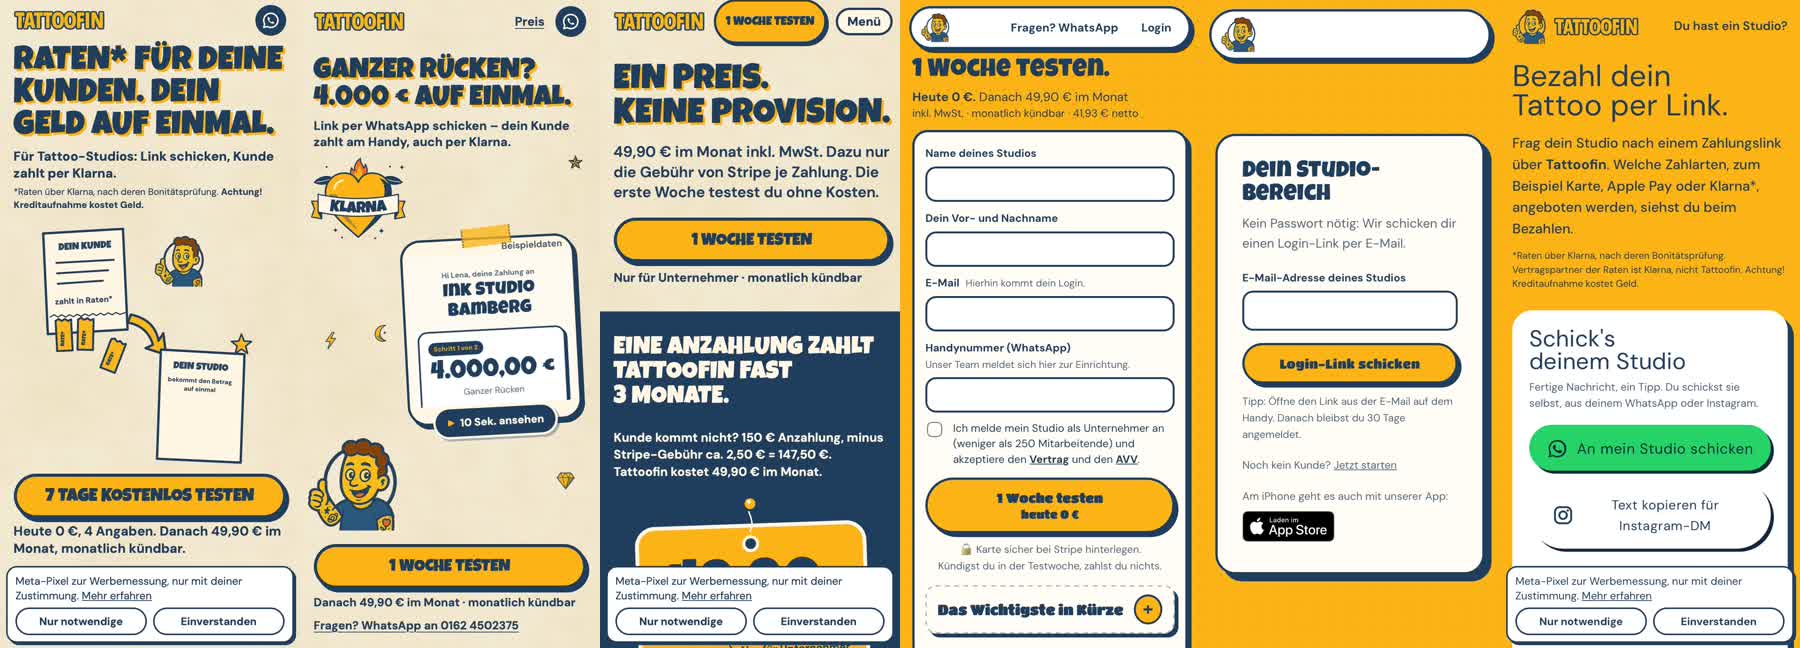 TATTOOFIN
RATEN* FÜR DEINE
KUNDEN. DEIN
GELD AUF EINMAL.
Für Tattoo-Studios: Link schicken, Kunde
zahlt per Klarna.
*Raten über Klarna, nach deren Bonitätsprüfung. Achtung!
Kreditaufnahme kostet Geld.
DEIN KUNDE
zahlt in Raten*
RATE
RATE
RATE
DEIN STUDIO
bekommt den Betrag
auf einmal
7 TAGE KOSTENLOS TESTEN
Heute 0 €, 4 Angaben. Danach 49,90 € im
Monat, monatlich kündbar.
Meta-Pixel zur Werbemessung, nur mit deiner
Zustimmung. Mehr erfahren
Nur notwendige
Einverstanden
TATTOOFIN
Preis
GANZER RÜCKEN?
4.000 € AUF EINMAL.
Link per WhatsApp schicken – dein Kunde
zahlt am Handy, auch per Klarna.
KLARNA
Beispieldaten
Hi Lena, deine Zahlung an
INK STUDIO
BAMBERG
Schritt 1 von 2
4.000,00 €
Ganzer Rücken
10 Sek. ansehen
1 WOCHE TESTEN
Danach 49,90 € im Monat · monatlich kündbar
Fragen? WhatsApp an 0162 4502375
TATTOOFIN
1 WOCHE TESTEN
Menü
EIN PREIS.
KEINE PROVISION.
49,90 € im Monat inkl. MwSt. Dazu nur
die Gebühr von Stripe je Zahlung. Die
erste Woche testest du ohne Kosten.
1 WOCHE TESTEN
Nur für Unternehmer · monatlich kündbar
EINE ANZAHLUNG ZAHLT
TATTOOFIN FAST
3 MONATE.
Kunde kommt nicht? 150 € Anzahlung, minus
Stripe-Gebühr ca. 2,50 € = 147,50 €.
Tattoofin kostet 49,90 € im Monat.
Meta-Pixel zur Werbemessung, nur mit deiner
Zustimmung. Mehr erfahren
Nur notwendige
Einverstanden
Fragen? WhatsApp
Login
1 Woche testen.
Heute 0 €. Danach 49,90 € im Monat
inkl. MwSt. · monatlich kündbar · 41,93 € netto
Name deines Studios
Dein Vor- und Nachname
E-Mail Hierhin kommt dein Login.
Handynummer (WhatsApp)
Unser Team meldet sich hier zur Einrichtung.
Ich melde mein Studio als Unternehmer an
(weniger als 250 Mitarbeitende) und
akzeptiere den Vertrag und den AVV.
1 Woche testen
heute 0 €
Karte sicher bei Stripe hinterlegen.
Kündigst du in der Testwoche, zahlst du nichts.
Das Wichtigste in Kürze
+
Dein Studio-
Bereich
Kein Passwort nötig: Wir schicken dir
einen Login-Link per E-Mail.
E-Mail-Adresse deines Studios
Login-Link schicken
Tipp: Öffne den Link aus der E-Mail auf dem
Handy. Danach bleibst du 30 Tage
angemeldet.
Noch kein Kunde? Jetzt starten
Am iPhone geht es auch mit unserer App:
Laden im
App Store
TATTOOFIN
Du hast ein Studio?
Bezahl dein
Tattoo per Link.
Frag dein Studio nach einem Zahlungslink
über Tattoofin. Welche Zahlarten, zum
Beispiel Karte, Apple Pay oder Klarna*,
angeboten werden, siehst du beim
Bezahlen.
*Raten über Klarna, nach deren Bonitätsprüfung.
Vertragspartner der Raten ist Klarna, nicht Tattoofin. Achtung!
Kreditaufnahme kostet Geld.
Schick's
deinem Studio
Fertige Nachricht, ein Tipp. Du schickst sie
selbst, aus deinem WhatsApp oder Instagram.
An mein Studio schicken
Text kopieren für
Instagram-DM
Meta-Pixel zur Werbemessung, nur mit deiner
Zustimmung. Mehr erfahren
Nur notwendige
Einverstanden